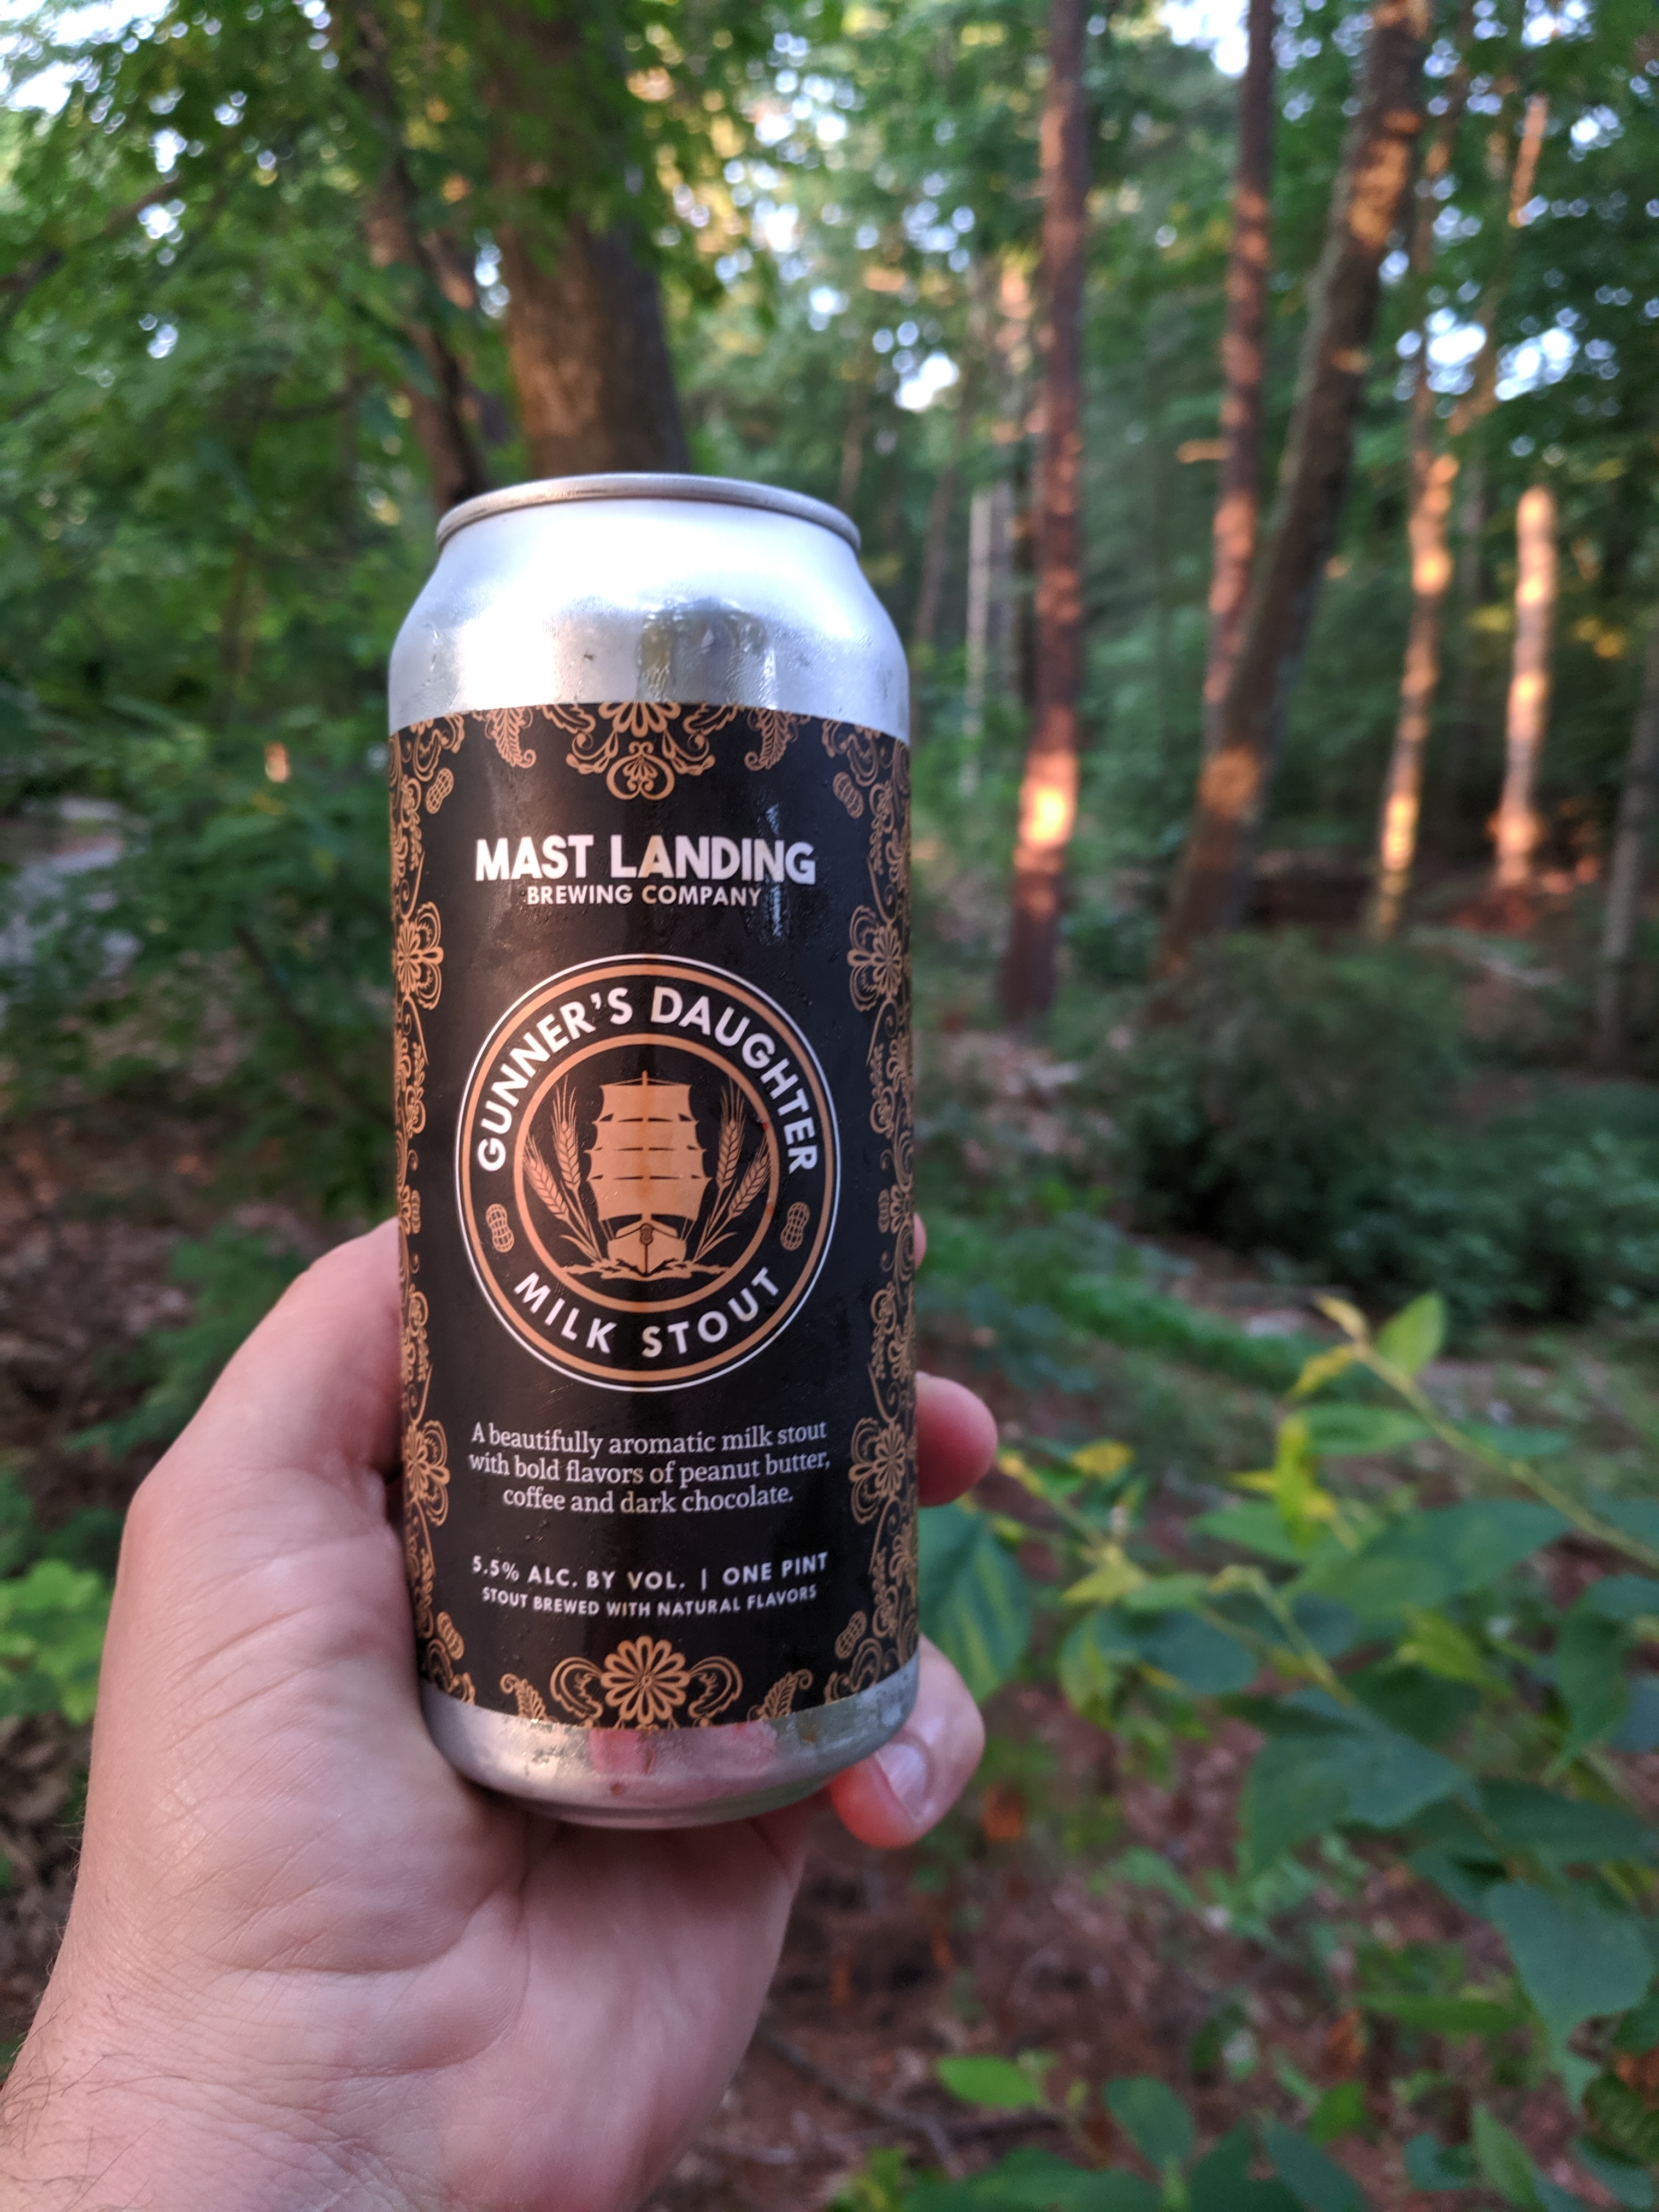 MAST LANDING
BREWING COMPANY
GUNNER'S DAUGHTER
MILK STOUT
A beautifully aromatic milk stout
with bold flavors of peanut butter,
coffee and dark chocolate.
5.5% ALC. BY VOL. | ONE PINT
STOUT BREWED WITH NATURAL FLAVORS